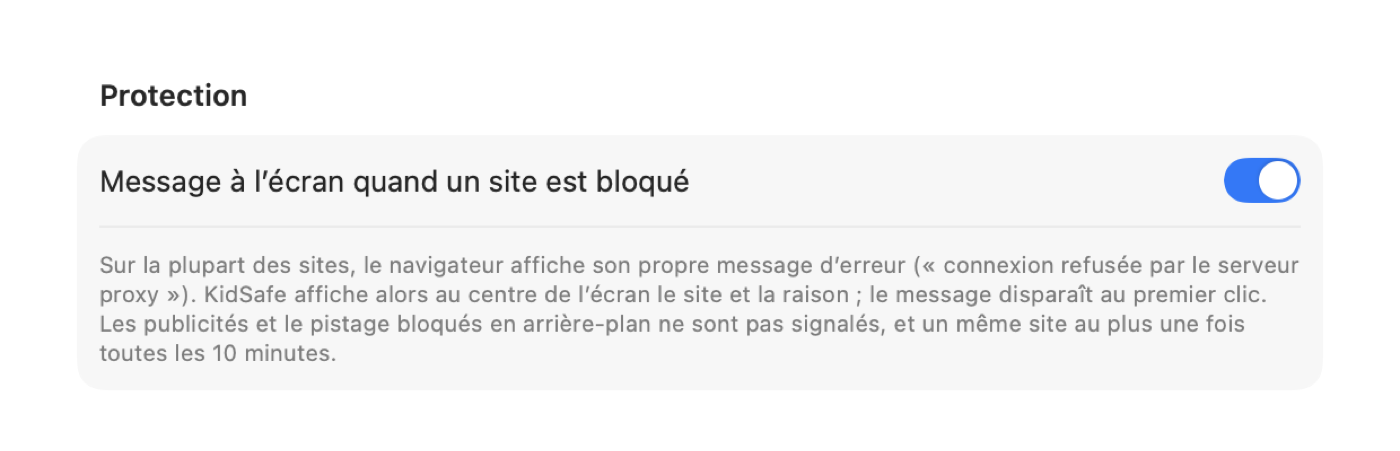 Protection
Message à l’écran quand un site est bloqué
Sur la plupart des sites, le navigateur affiche son propre message d’erreur (« connexion refusée par le serveur
proxy »). KidSafe affiche alors au centre de l’écran le site et la raison ; le message disparaît au premier clic.
Les publicités et le pistage bloqués en arrière-plan ne sont pas signalés, et un même site au plus une fois
toutes les 10 minutes.